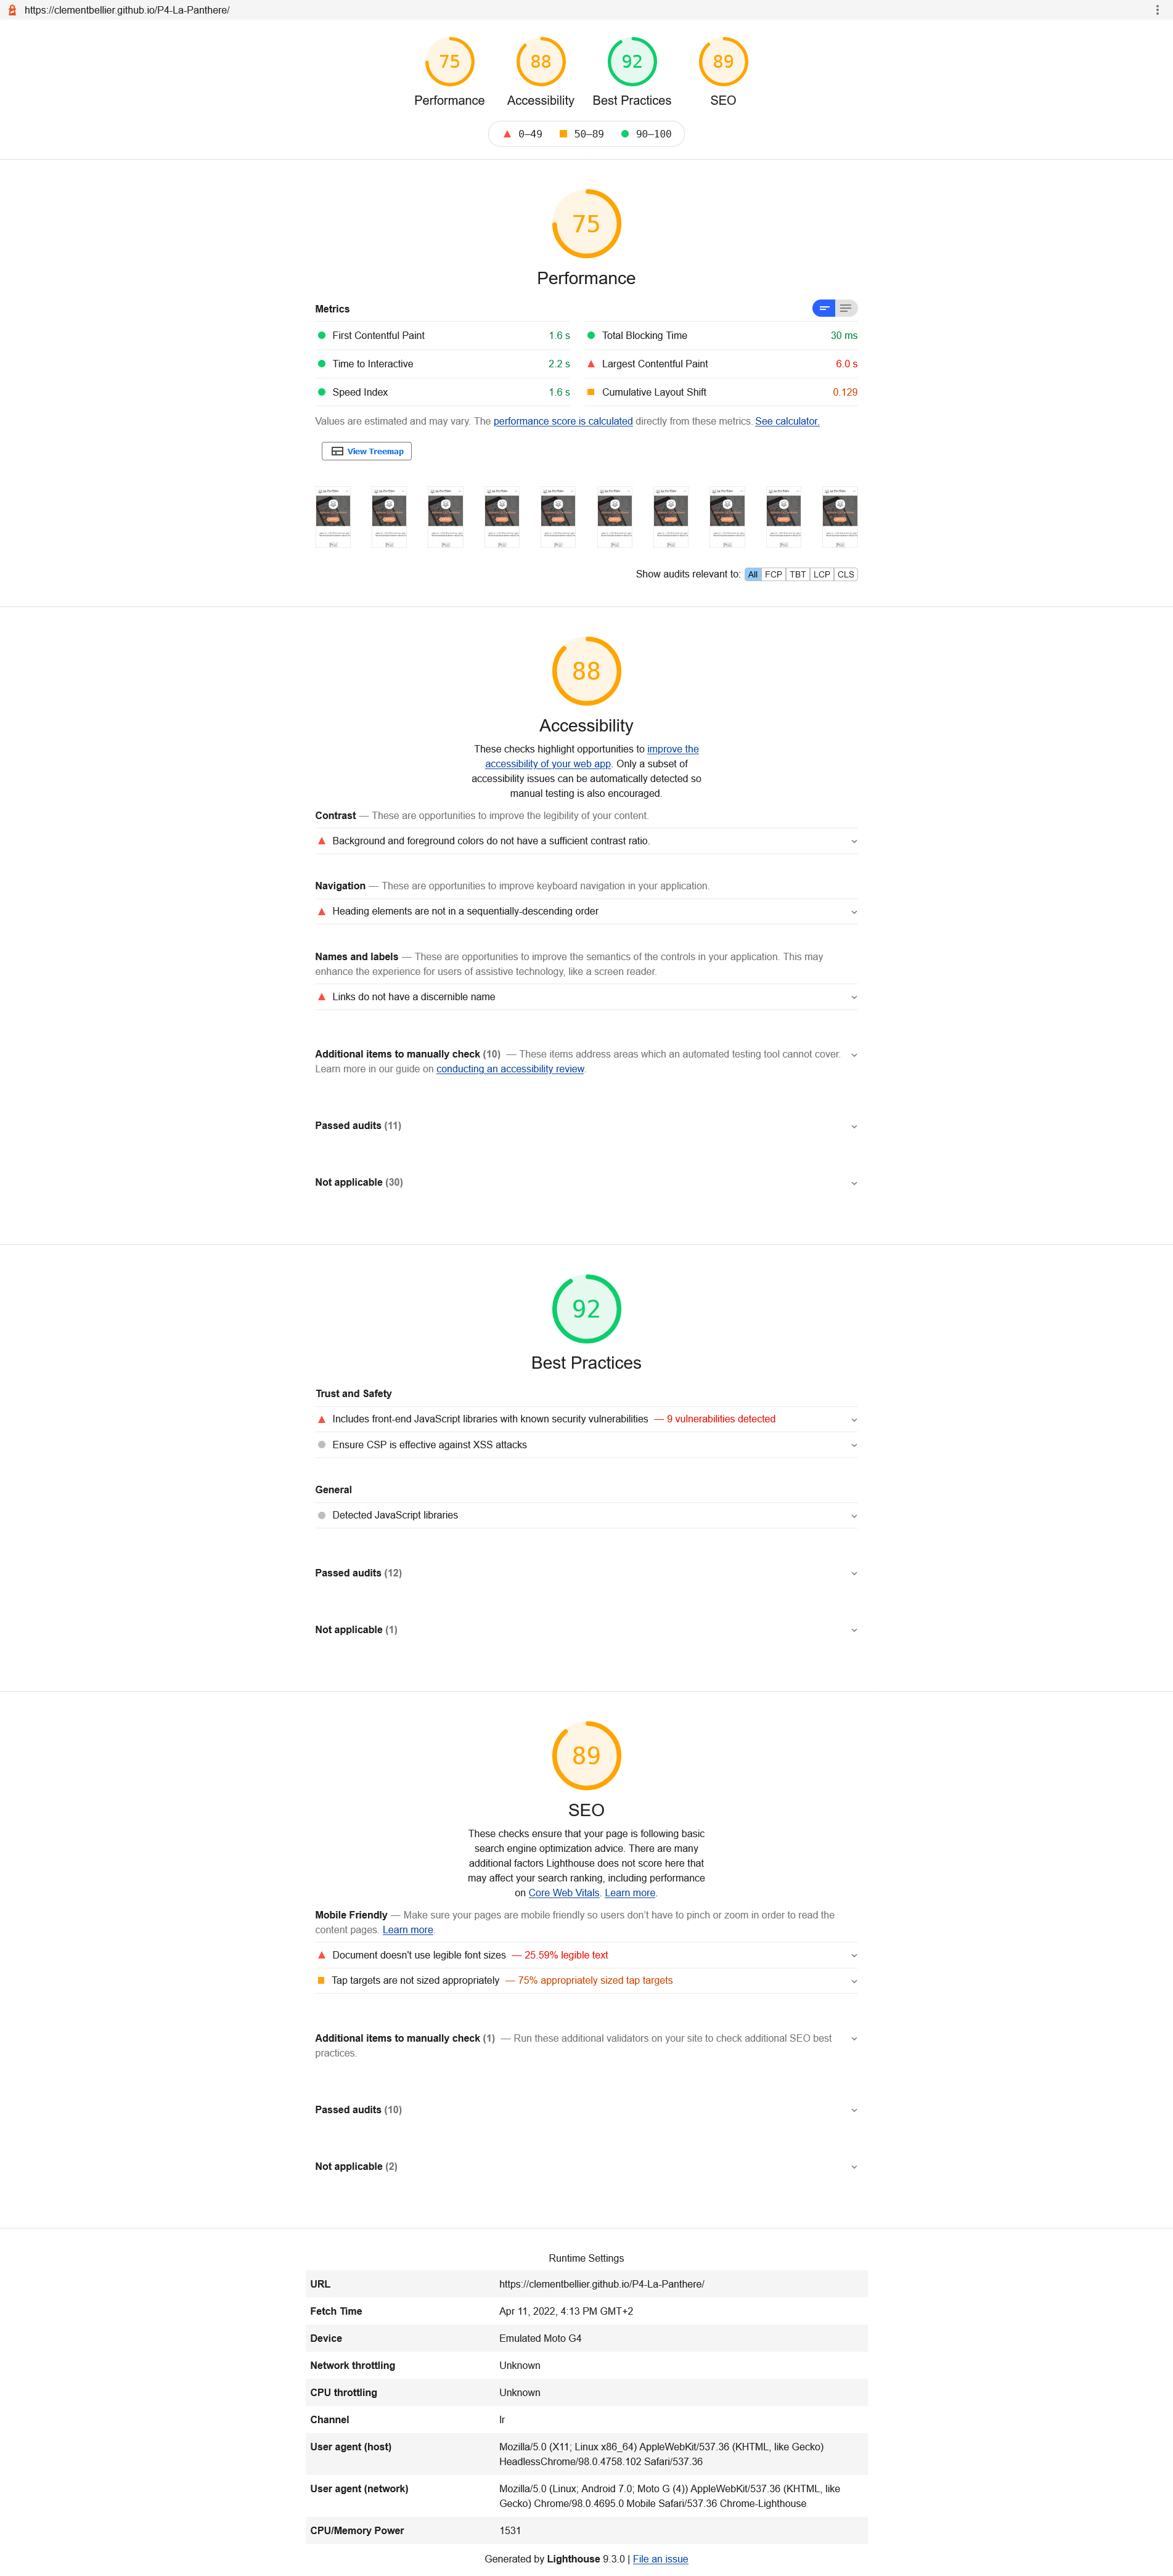 https://clementbellier.github.io/P4-La-Panthere/
75 88 92 89
Performance Accessibility Best Practices SEO
0–49 50–89 90–100
75
Performance
Metrics
First Contentful Paint 1.6 s
Total Blocking Time 30 ms
Time to Interactive 2.2 s
Largest Contentful Paint 6.0 s
Speed Index 1.6 s
Cumulative Layout Shift 0.129
Values are estimated and may vary. The performance score is calculated directly from these metrics. See calculator.
View Treemap
Show audits relevant to: All FCP TBT LCP CLS
88
Accessibility
These checks highlight opportunities to improve the
accessibility of your web app. Only a subset of
accessibility issues can be automatically detected so
manual testing is also encouraged.
Contrast — These are opportunities to improve the legibility of your content.
Background and foreground colors do not have a sufficient contrast ratio.
Navigation — These are opportunities to improve keyboard navigation in your application.
Heading elements are not in a sequentially-descending order
Names and labels — These are opportunities to improve the semantics of the controls in your application. This may
enhance the experience for users of assistive technology, like a screen reader.
Links do not have a discernible name
Additional items to manually check (10) — These items address areas which an automated testing tool cannot cover.
Learn more in our guide on conducting an accessibility review.
Passed audits (11)
Not applicable (30)
92
Best Practices
Trust and Safety
Includes front-end JavaScript libraries with known security vulnerabilities — 9 vulnerabilities detected
Ensure CSP is effective against XSS attacks
General
Detected JavaScript libraries
Passed audits (12)
Not applicable (1)
89
SEO
These checks ensure that your page is following basic
search engine optimization advice. There are many
additional factors Lighthouse does not score here that
may affect your search ranking, including performance
on Core Web Vitals. Learn more.
Mobile Friendly — Make sure your pages are mobile friendly so users don’t have to pinch or zoom in order to read the
content pages. Learn more.
Document doesn't use legible font sizes — 25.59% legible text
Tap targets are not sized appropriately — 75% appropriately sized tap targets
Additional items to manually check (1) — Run these additional validators on your site to check additional SEO best
practices.
Passed audits (10)
Not applicable (2)
Runtime Settings
URL https://clementbellier.github.io/P4-La-Panthere/
Fetch Time Apr 11, 2022, 4:13 PM GMT+2
Device Emulated Moto G4
Network throttling Unknown
CPU throttling Unknown
Channel lr
User agent (host) Mozilla/5.0 (X11; Linux x86_64) AppleWebKit/537.36 (KHTML, like Gecko)
HeadlessChrome/98.0.4758.102 Safari/537.36
User agent (network) Mozilla/5.0 (Linux; Android 7.0; Moto G (4)) AppleWebKit/537.36 (KHTML, like
Gecko) Chrome/98.0.4695.0 Mobile Safari/537.36 Chrome-Lighthouse
CPU/Memory Power 1531
Generated by Lighthouse 9.3.0 | File an issue